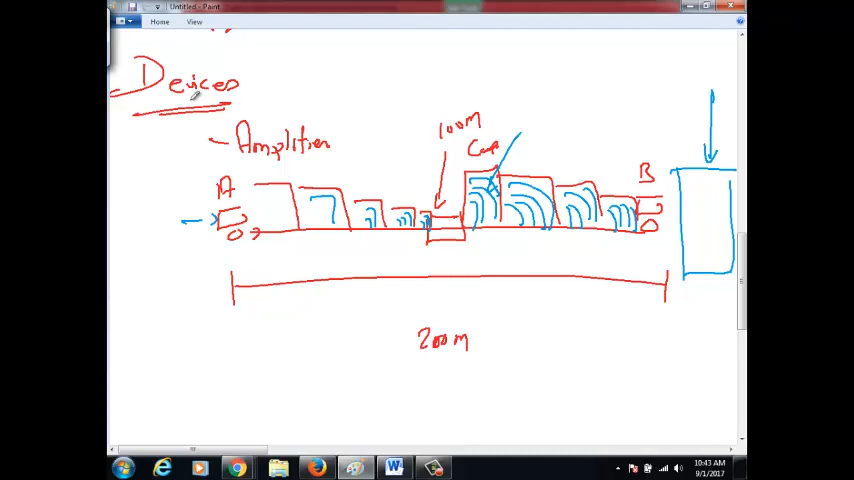 Untitled - Paint
Home View
Devices
- Amplifier
100M
A
B
200m
10:43 AM
9/1/2017